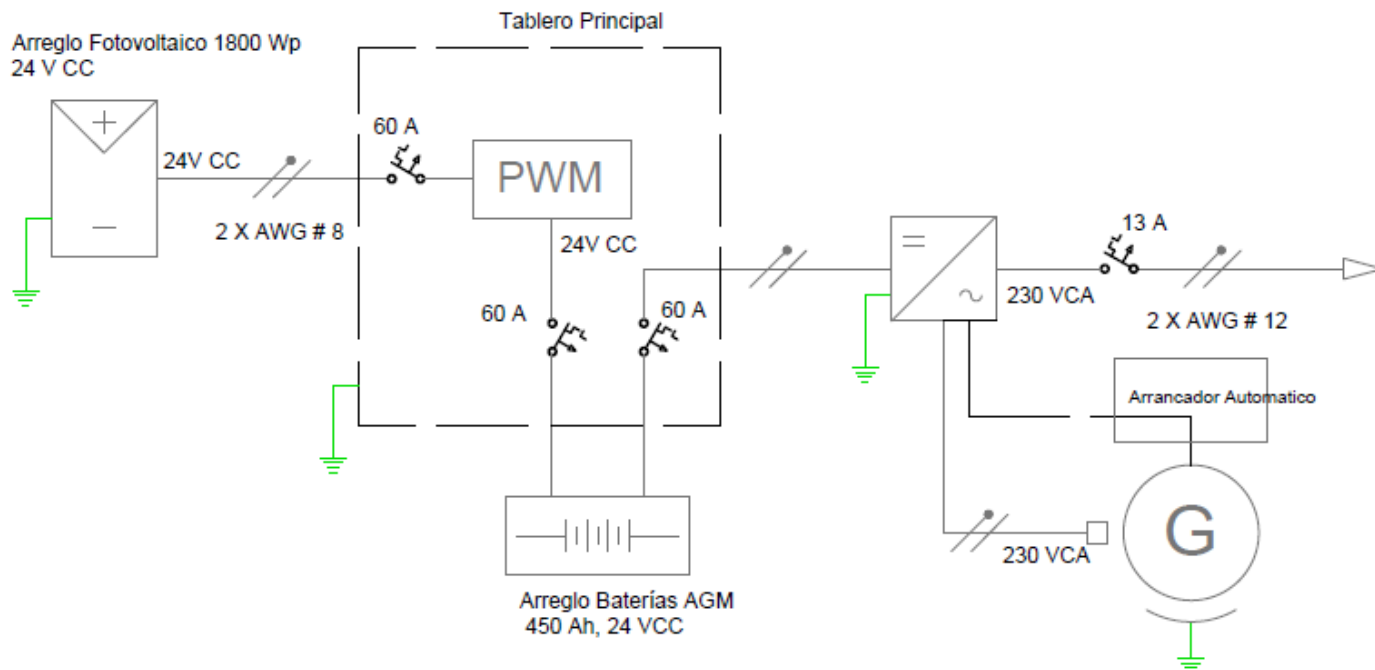 Tablero Principal
Arreglo Fotovoltaico 1800 Wp
24 V CC
60 A
24V CC
PWM
2 X AWG # 8
24V CC
13 A
230 VCA
60 A
60 A
2 X AWG # 12
Arrancador Automatico
G
230 VCA
Arreglo Baterías AGM
450 Ah, 24 VCC